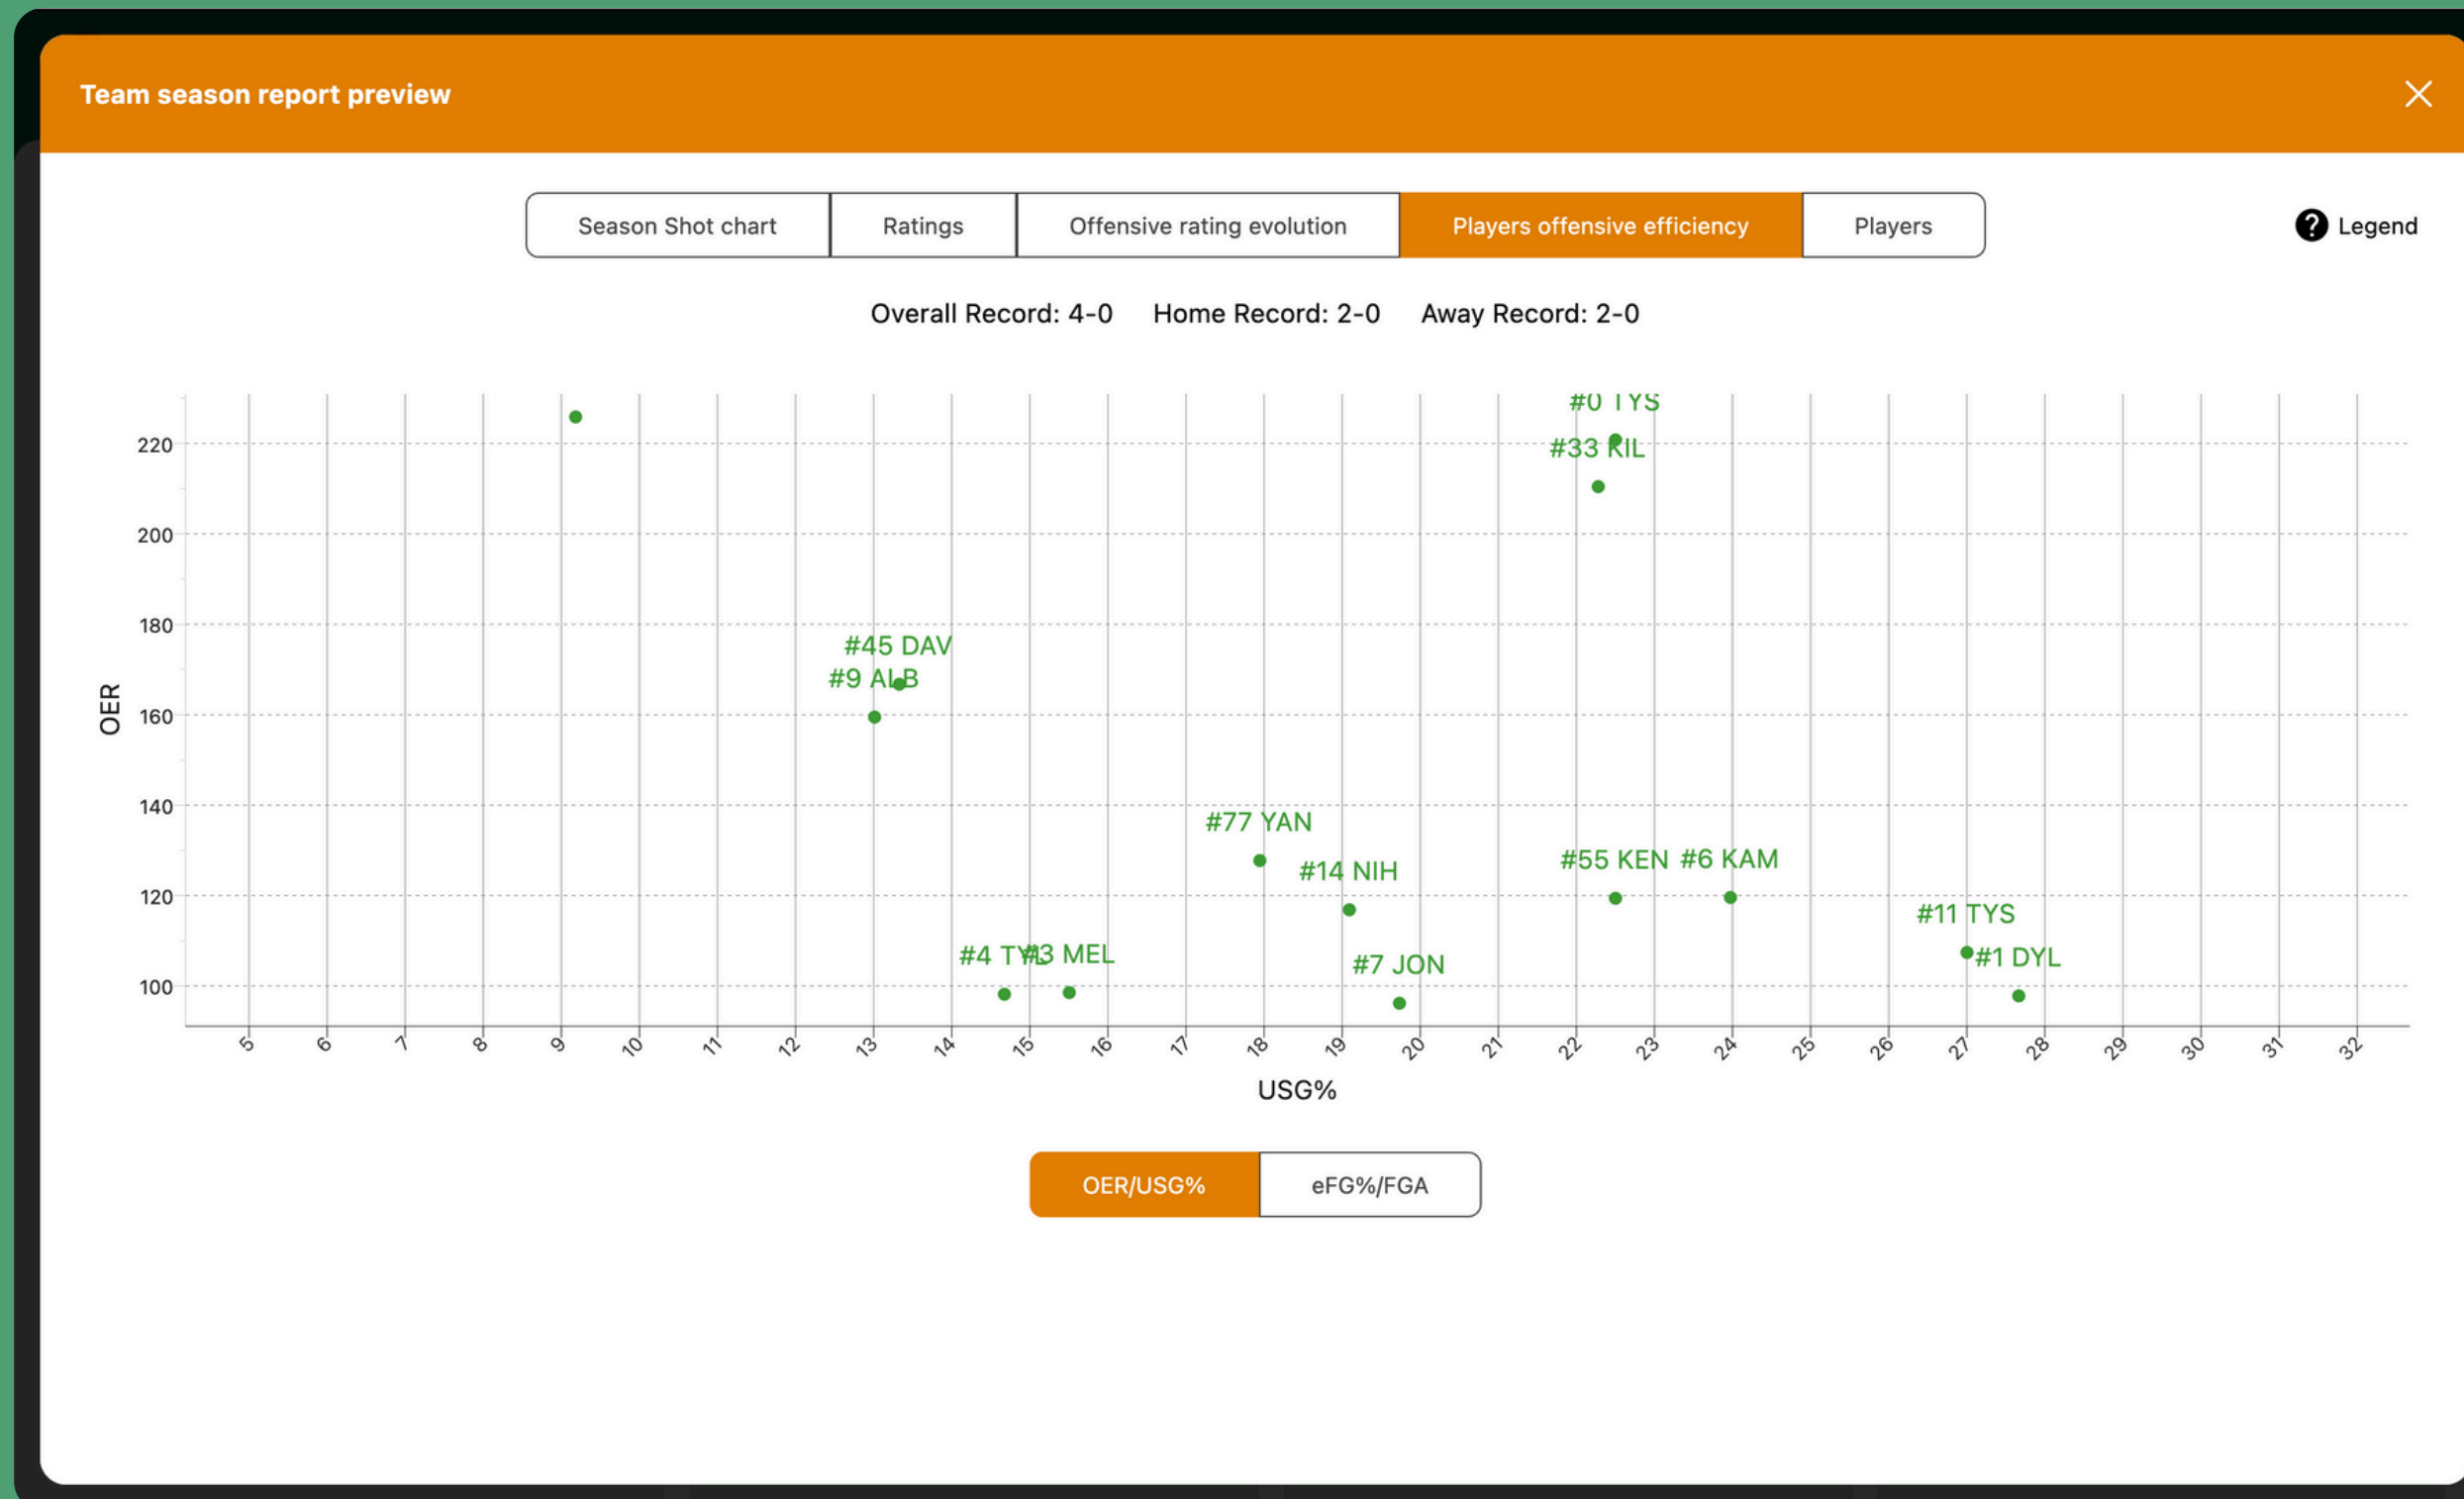 Team season report preview
Season Shot chart
Ratings
Offensive rating evolution
Players offensive efficiency
Players
? Legend
Overall Record: 4-0 Home Record: 2-0 Away Record: 2-0
#0 TYS
220
#33 KIL
200
180
#45 DAV
#9 ALB
OER
160
140
#77 YAN
#14 NIH
#55 KEN
#6 KAM
120
#11 TYS
#4 TYL
#3 MEL
#7 JON
#1 DYL
100
5 6 7 8 9 10 11 12 13 14 15 16 17 18 19 20 21 22 23 24 25 26 27 28 29 30 31 32
USG%
OER/USG%
eFG%/FGA